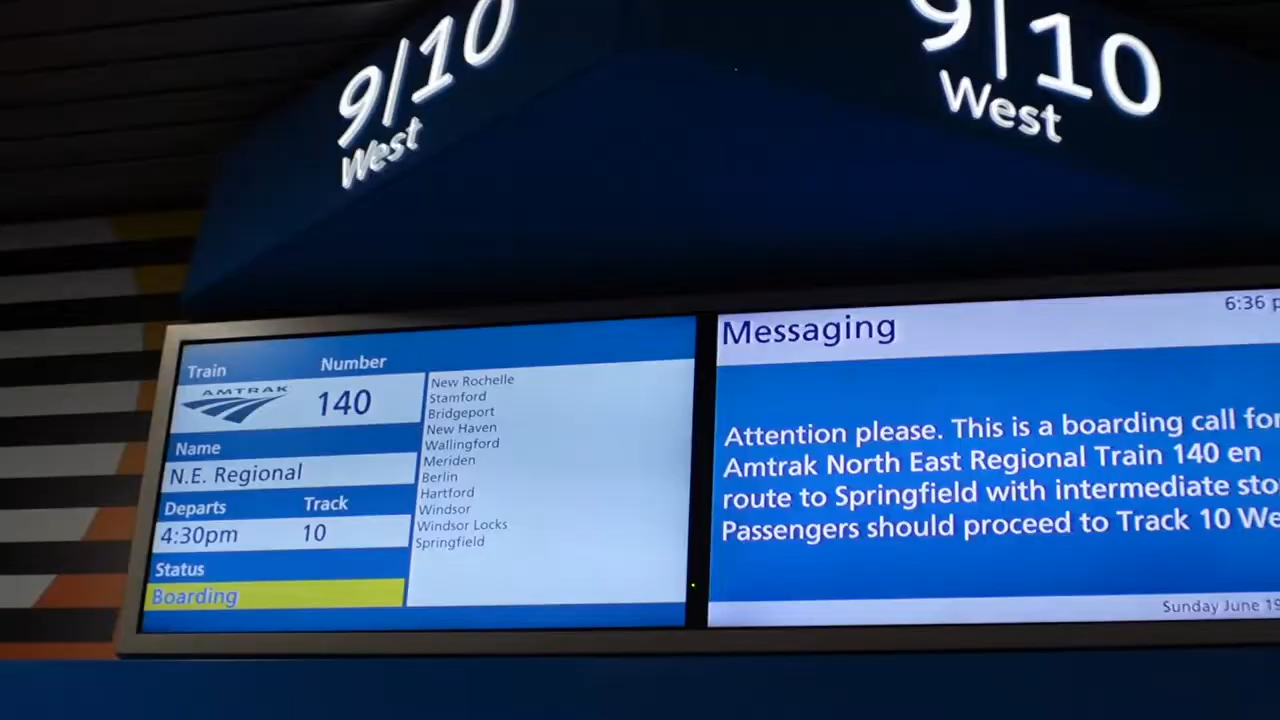 9/10
West
9/10
West
Train Number
AMTRAK 140
Name
N.E. Regional
Departs Track
4:30pm 10
Status
Boarding
New Rochelle
Stamford
Bridgeport
New Haven
Wallingford
Meriden
Berlin
Hartford
Windsor
Windsor Locks
Springfield
Messaging
6:36
Attention please. This is a boarding call for
Amtrak North East Regional Train 140 en
route to Springfield with intermediate
Passengers should proceed to Track 10
Sunday June